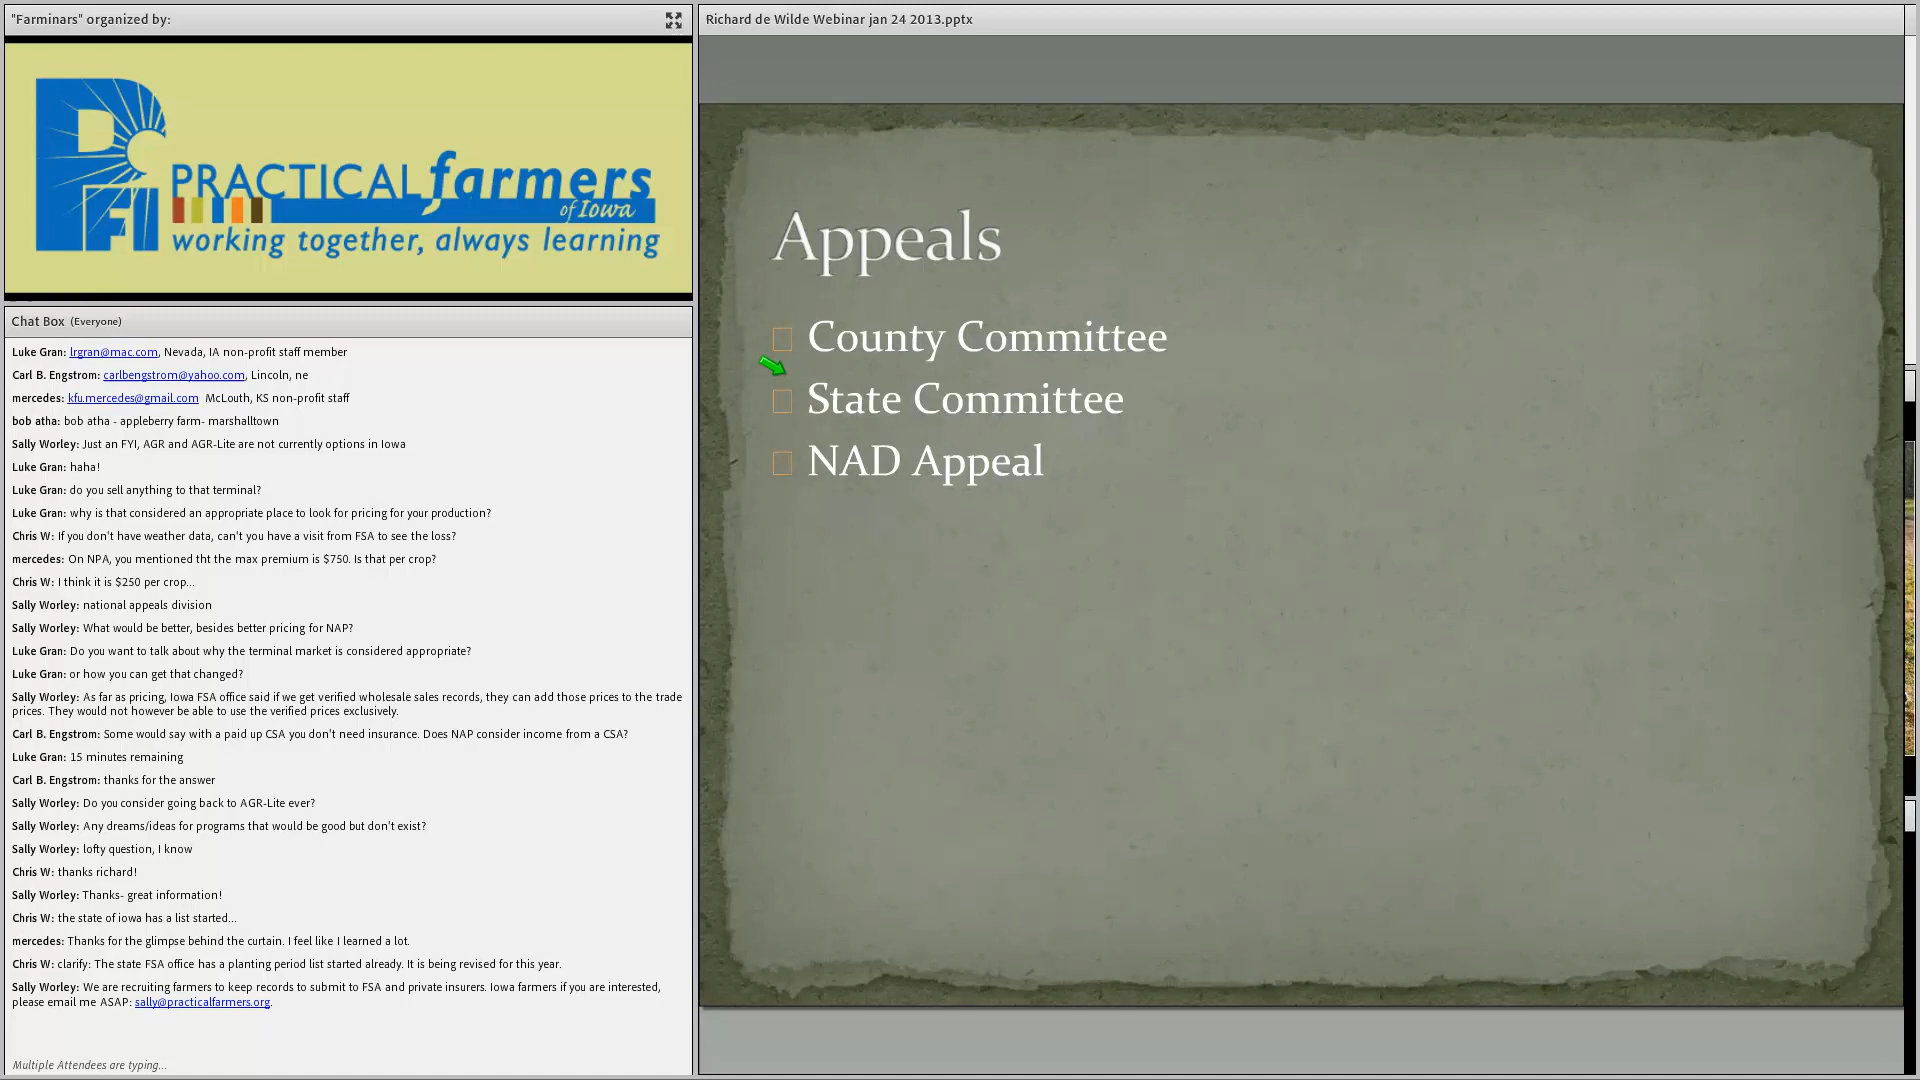 "Farminars" organized by:
PFI
PRACTICAL farmers
of Iowa
working together, always learning
Chat Box (Everyone)
Luke Gran: lrgran@mac.com, Nevada, IA non-profit staff member
Carl B. Engstrom: carlbengstrom@yahoo.com, Lincoln, ne
mercedes: kfu.mercedes@gmail.com McLouth, KS non-profit staff
bob atha: bob atha - appleberry farm- marshalltown
Sally Worley: Just an FYI, AGR and AGR-Lite are not currently options in Iowa
Luke Gran: haha!
Luke Gran: do you sell anything to that terminal?
Luke Gran: why is that considered an appropriate place to look for pricing for your production?
Chris W: If you don't have weather data, can't you have a visit from FSA to see the loss?
mercedes: On NPA, you mentioned tht the max premium is $750. Is that per crop?
Chris W: I think it is $250 per crop...
Sally Worley: national appeals division
Sally Worley: What would be better, besides better pricing for NAP?
Luke Gran: Do you want to talk about why the terminal market is considered appropriate?
Luke Gran: or how you can get that changed?
Sally Worley: As far as pricing, Iowa FSA office said if we get verified wholesale sales records, they can add those prices to the trade
prices. They would not however be able to use the verified prices exclusively.
Carl B. Engstrom: Some would say with a paid up CSA you don't need insurance. Does NAP consider income from a CSA?
Luke Gran: 15 minutes remaining
Carl B. Engstrom: thanks for the answer
Sally Worley: Do you consider going back to AGR-Lite ever?
Sally Worley: Any dreams/ideas for programs that would be good but don't exist?
Sally Worley: lofty question, I know
Chris W: thanks richard!
Sally Worley: Thanks- great information!
Chris W: the state of iowa has a list started...
mercedes: Thanks for the glimpse behind the curtain. I feel like I learned a lot.
Chris W: clarify: The state FSA office has a planting period list started already. It is being revised for this year.
Sally Worley: We are recruiting farmers to keep records to submit to FSA and private insurers. Iowa farmers if you are interested,
please email me ASAP: sally@practicalfarmers.org.
Multiple Attendees are typing...
Richard de Wilde Webinar jan 24 2013.pptx
Appeals
County Committee
State Committee
NAD Appeal